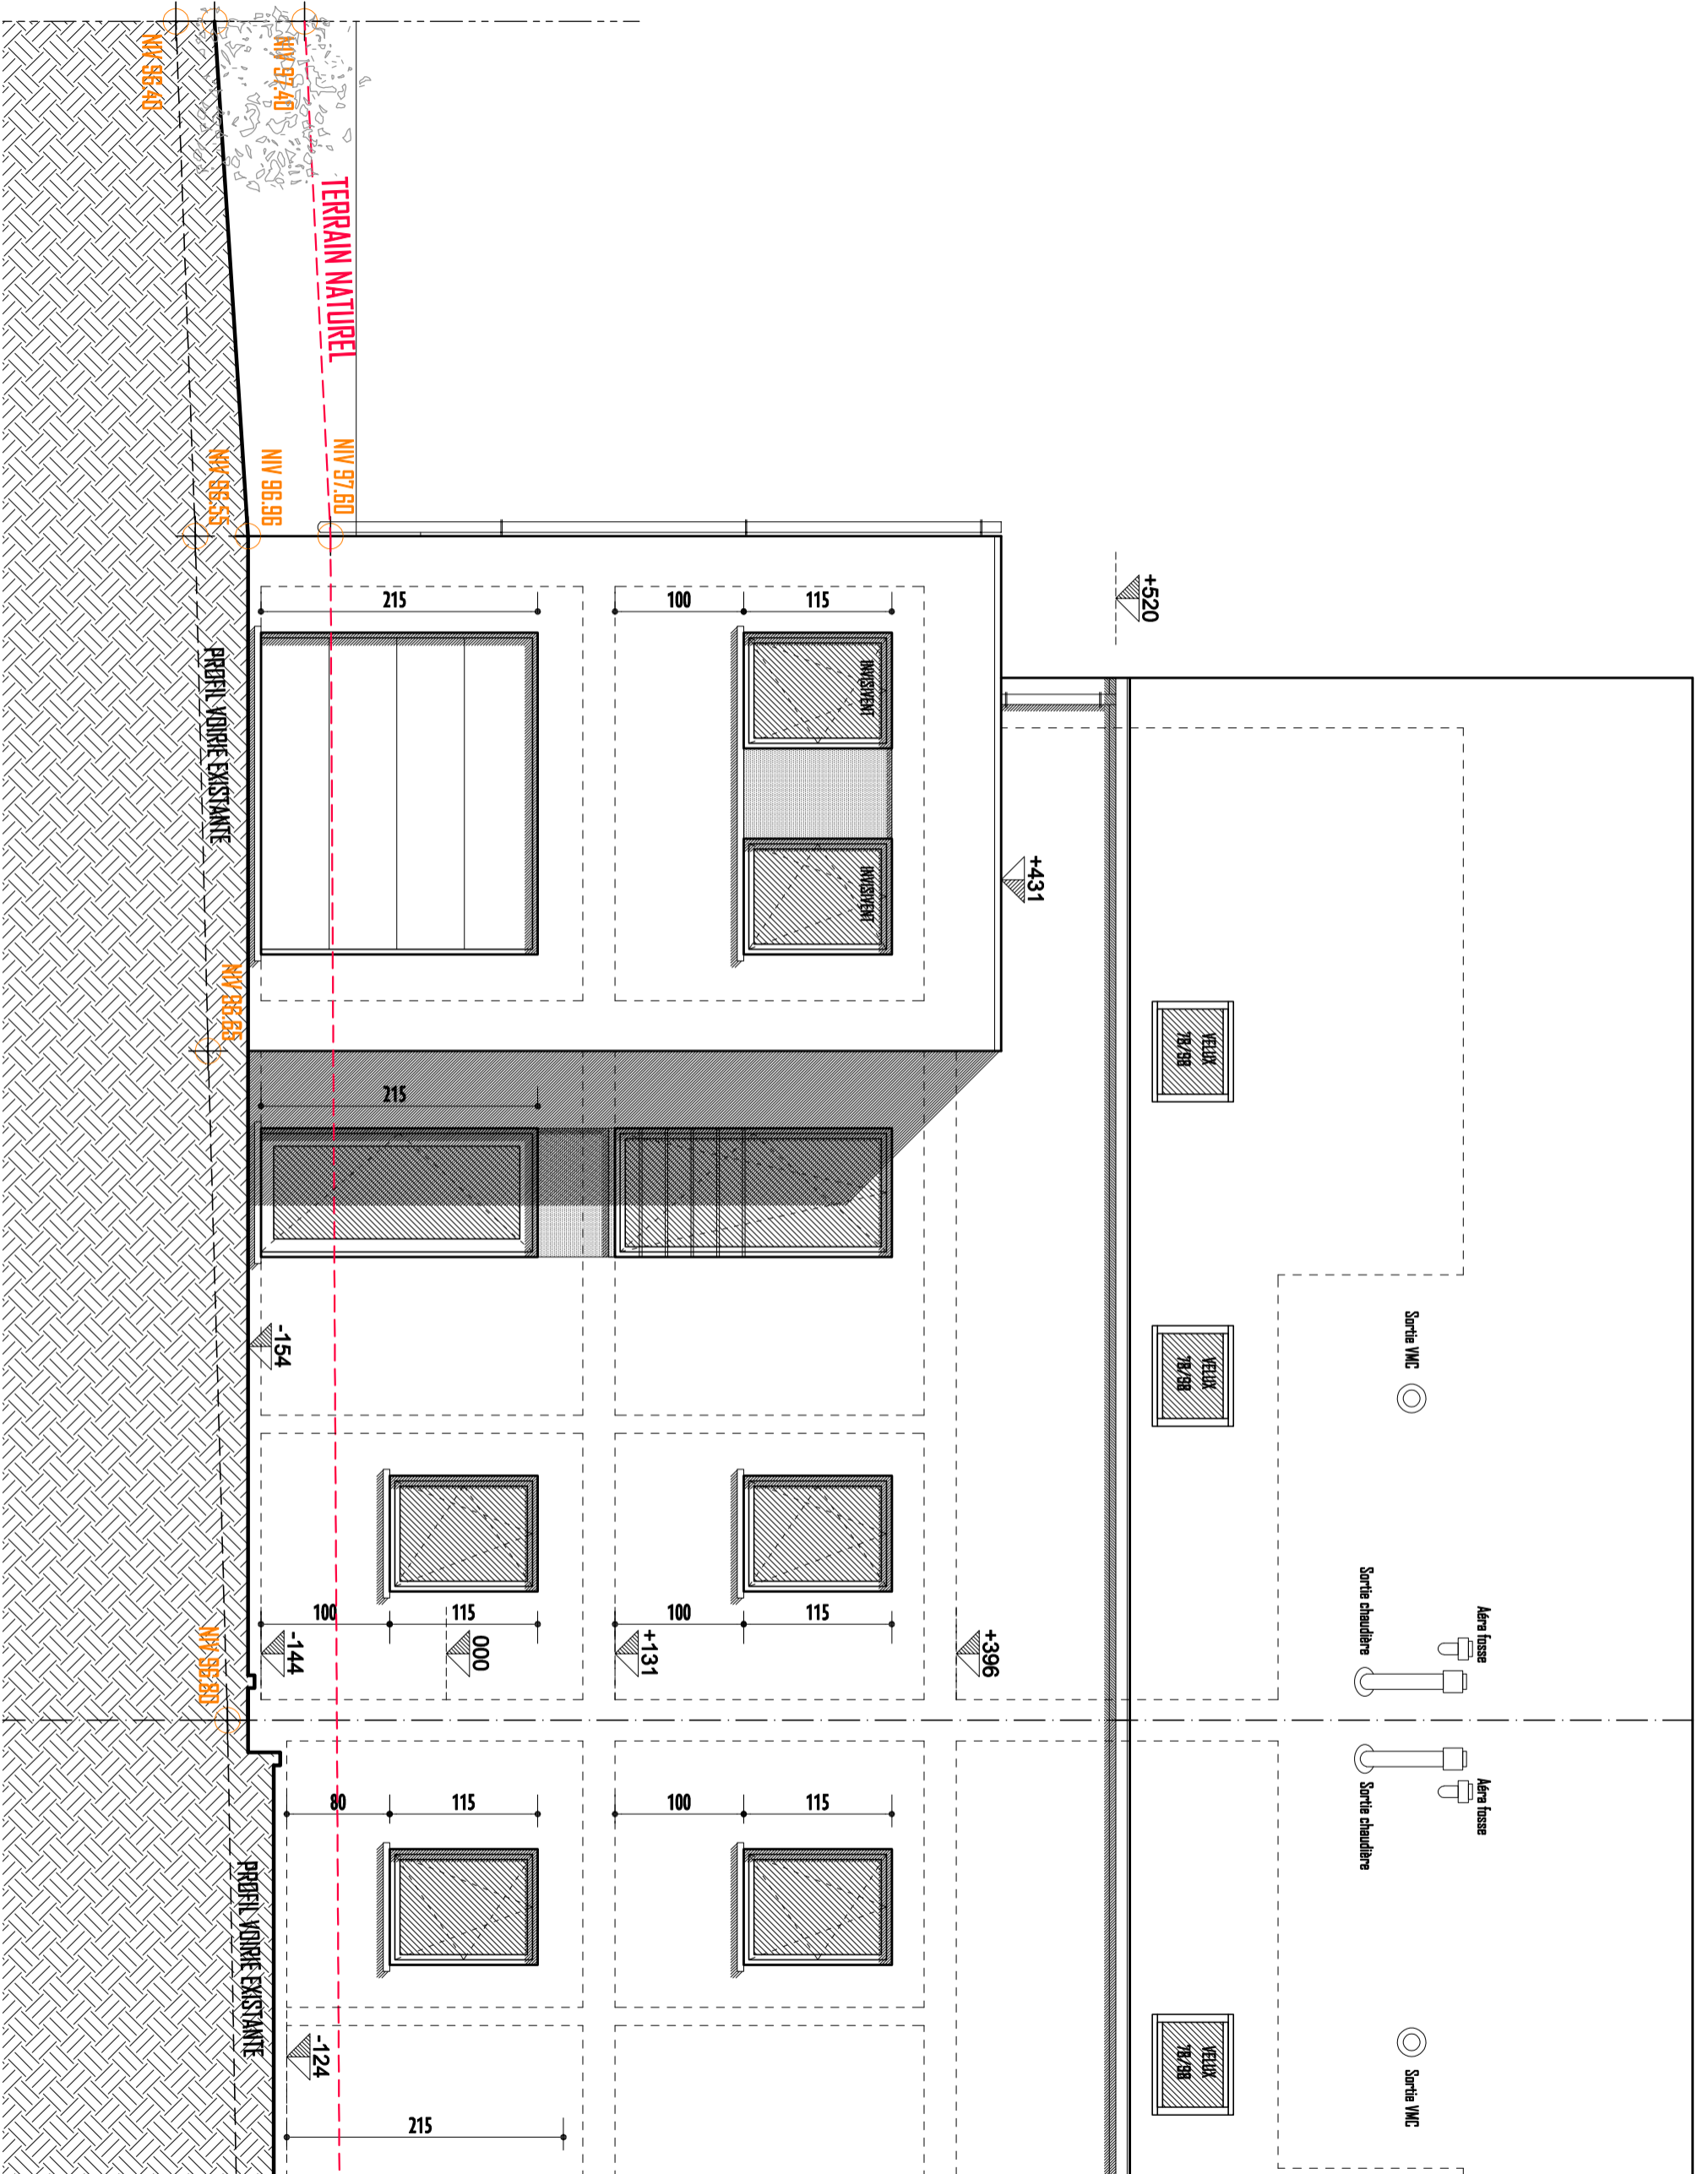 +520
+431
VELUX
78/98
VELUX
78/98
VELUX
78/98
Sortie VMC
Sortie VMC
Sortie chaudière
Aéra fosse
Aéra fosse
Sortie chaudière
INVISIVENT
INVISIVENT
115
100
215
215
115
100
115
100
115
100
115
80
215
+396
+131
000
-144
-154
-124
TERRAIN NATUREL
NIV 97.40
NIV 96.40
NIV 97.60
NIV 96.96
NIV 96.55
NIV 96.65
NIV 96.80
PROFIL VOIRIE EXISTANTE
PROFIL VOIRIE EXISTANTE